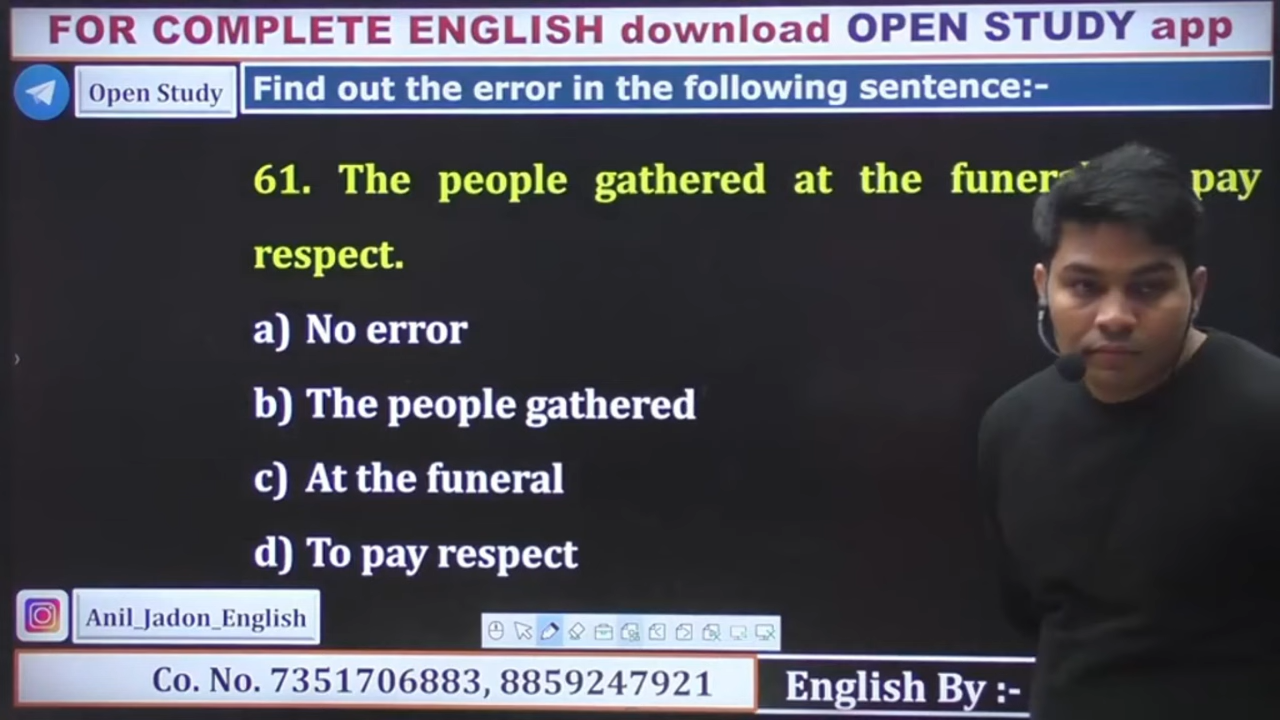 FOR COMPLETE ENGLISH download OPEN STUDY app
Open Study
Find out the error in the following sentence:-
61. The people gathered at the pay
respect.
a) No error
b) The people gathered
c) At the funeral
d) To pay respect
Anil_Jadon_English
Co. No. 7351706883, 8859247921
English By :-